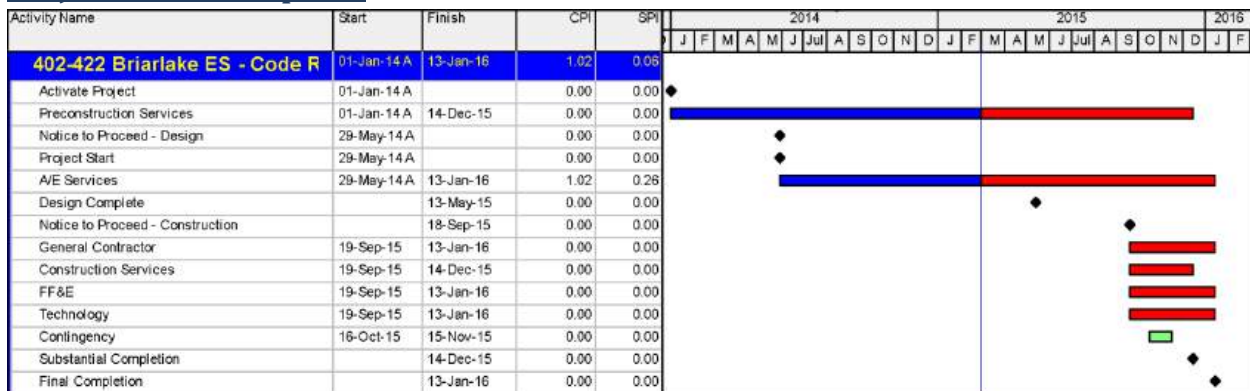 Activity Name Start Finish CPI SPI 2014 2015 2016
J F M A M J Jul A S O N D J F M A M J Jul A S O N D J F
402-422 Briarlake ES - Code R 01-Jan-14 A 13-Jan-16 1.02 0.06
Activate Project 01-Jan-14 A 0.00 0.00
Preconstruction Services 01-Jan-14 A 14-Dec-15 0.00 0.00
Notice to Proceed - Design 29-May-14 A 0.00 0.00
Project Start 29-May-14 A 0.00 0.00
A/E Services 29-May-14 A 13-Jan-16 1.02 0.26
Design Complete 13-May-15 0.00 0.00
Notice to Proceed - Construction 18-Sep-15 0.00 0.00
General Contractor 19-Sep-15 13-Jan-16 0.00 0.00
Construction Services 19-Sep-15 14-Dec-15 0.00 0.00
FF&E 19-Sep-15 13-Jan-16 0.00 0.00
Technology 19-Sep-15 13-Jan-16 0.00 0.00
Contingency 16-Oct-15 15-Nov-15 0.00 0.00
Substantial Completion 14-Dec-15 0.00 0.00
Final Completion 13-Jan-16 0.00 0.00